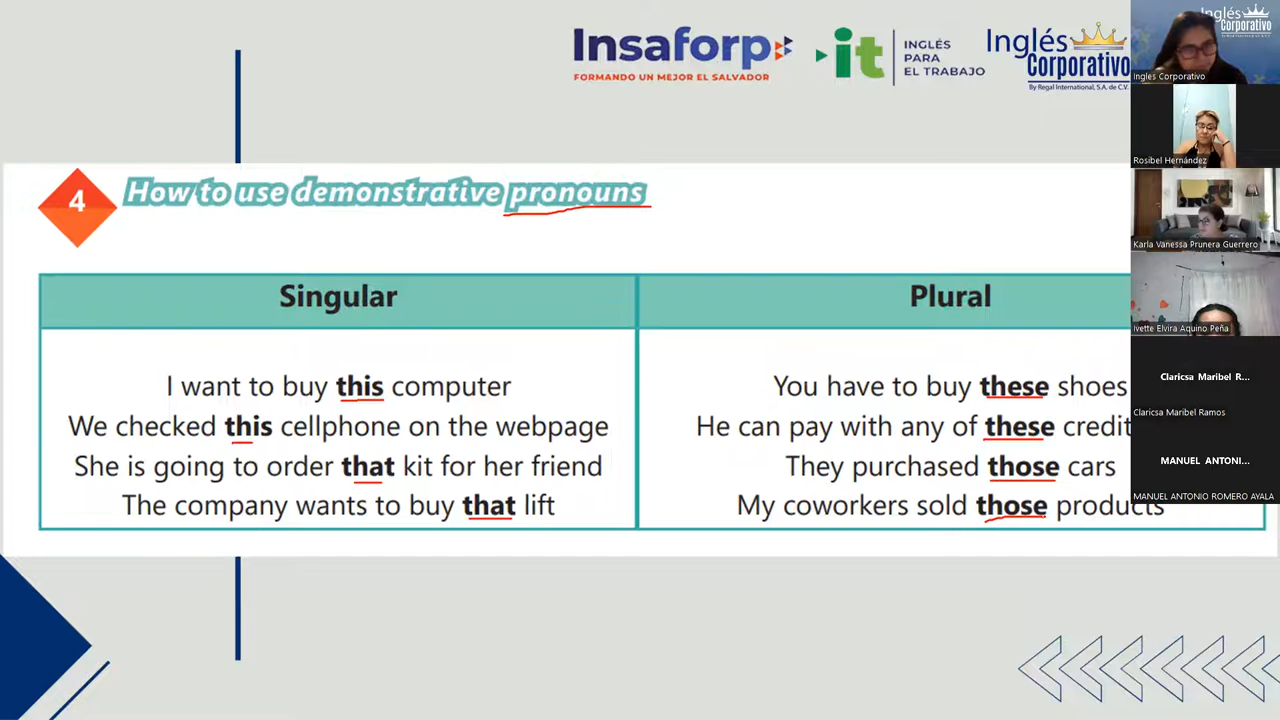 Insaforp
FORMANDO UN MEJOR EL SALVADOR
it
INGLÉS
PARA
EL TRABAJO
Inglés
Corporativo
By Regal International, S.A. de C.V.
4
How to use demonstrative pronouns
Singular
Plural
I want to buy this computer
We checked this cellphone on the webpage
She is going to order that kit for her friend
The company wants to buy that lift
You have to buy these shoes
He can pay with any of these credit
They purchased those cars
My coworkers sold those products
Inglés
Corporativo
Ingles Corporativo
Rosibel Hernández
Karla Vanessa Prunera Guerrero
Ivette Elvira Aquino Peña
Claricsa Maribel R...
Claricsa Maribel Ramos
MANUEL ANTONI...
MANUEL ANTONIO ROMERO AYALA